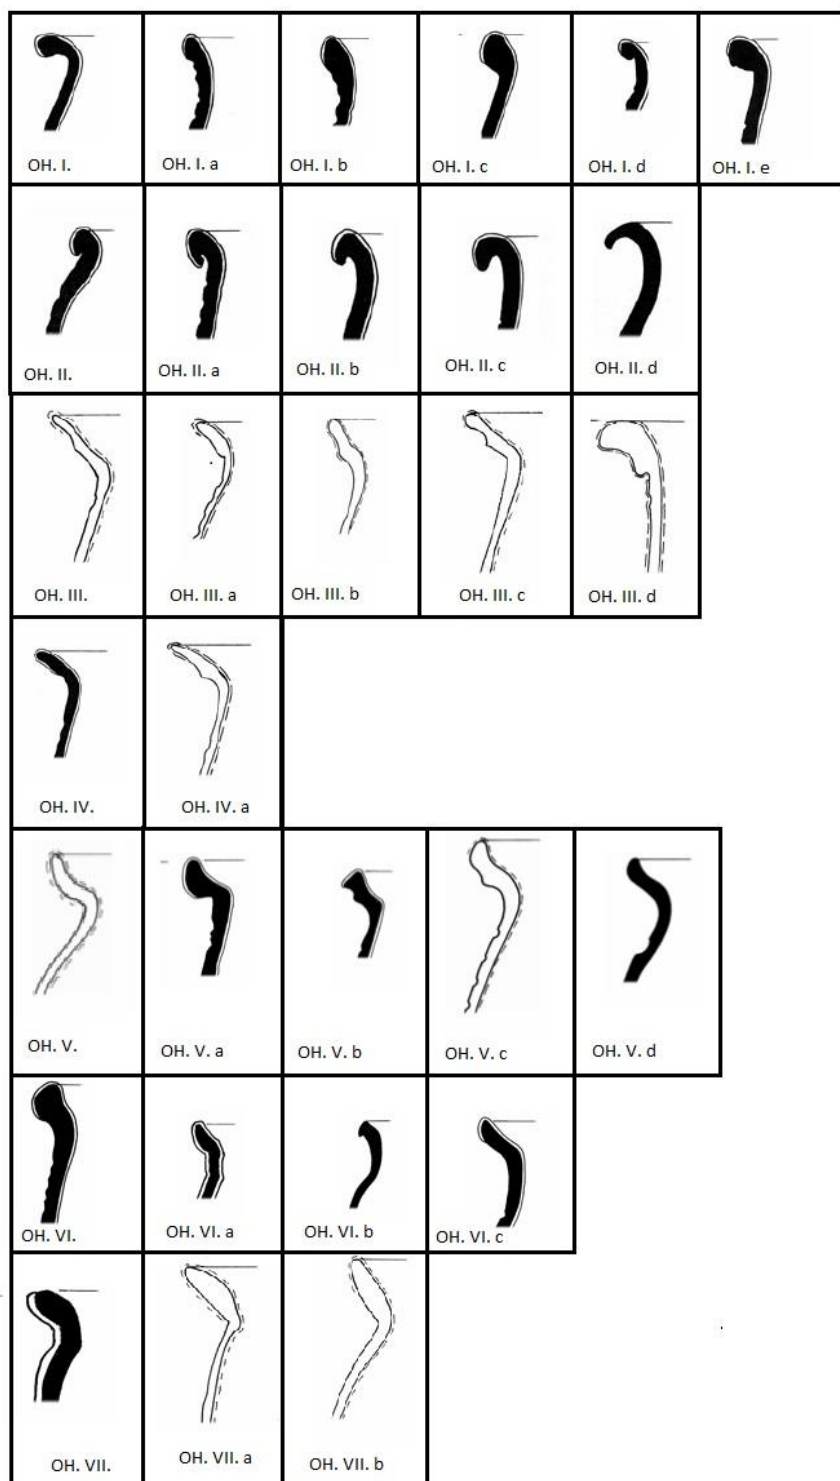 OH. I.
OH. I. a
OH. I. b
OH. I. c
OH. I. d
OH. I. e
OH. II.
OH. II. a
OH. II. b
OH. II. c
OH. II. d
OH. III.
OH. III. a
OH. III. b
OH. III. c
OH. III. d
OH. IV.
OH. IV. a
OH. V.
OH. V. a
OH. V. b
OH. V. c
OH. V. d
OH. VI.
OH. VI. a
OH. VI. b
OH. VI. c
OH. VII.
OH. VII. a
OH. VII. b